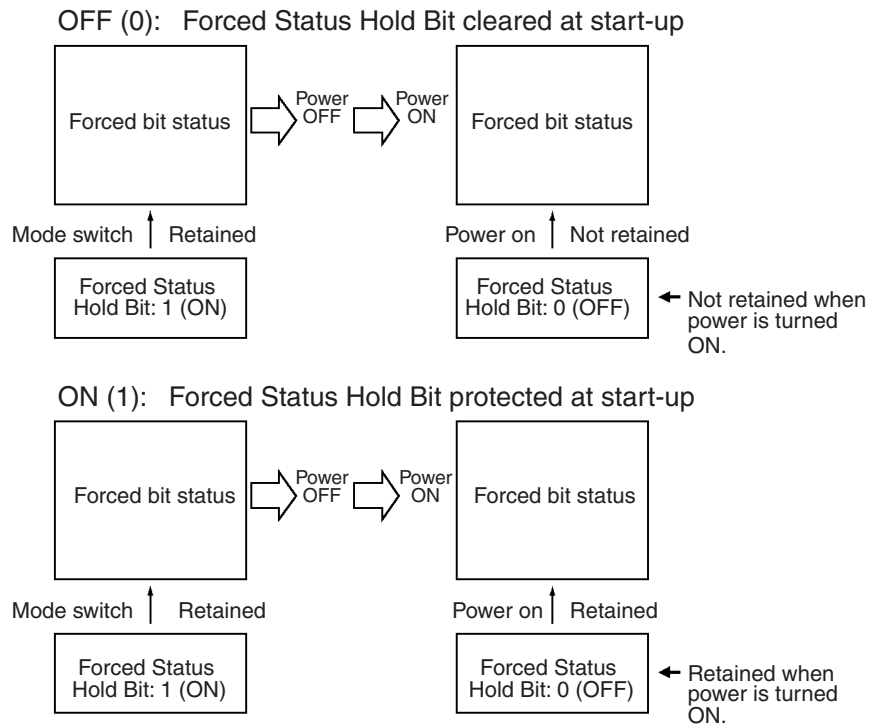 OFF (0): Forced Status Hold Bit cleared at start-up
Forced bit status
Power
OFF
Power
ON
Forced bit status
Mode switch
Retained
Power on
Not retained
Forced Status
Hold Bit: 1 (ON)
Forced Status
Hold Bit: 0 (OFF)
Not retained when
power is turned
ON.
ON (1): Forced Status Hold Bit protected at start-up
Forced bit status
Power
OFF
Power
ON
Forced bit status
Mode switch
Retained
Power on
Retained
Forced Status
Hold Bit: 1 (ON)
Forced Status
Hold Bit: 0 (OFF)
Retained when
power is turned
ON.